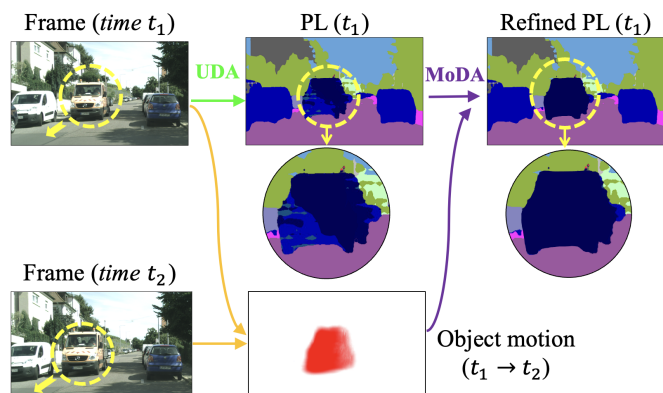 Frame (time t₁)
PL (t₁)
Refined PL (t₁)
UDA
MoDA
Frame (time t₂)
Object motion
(t₁ → t₂)